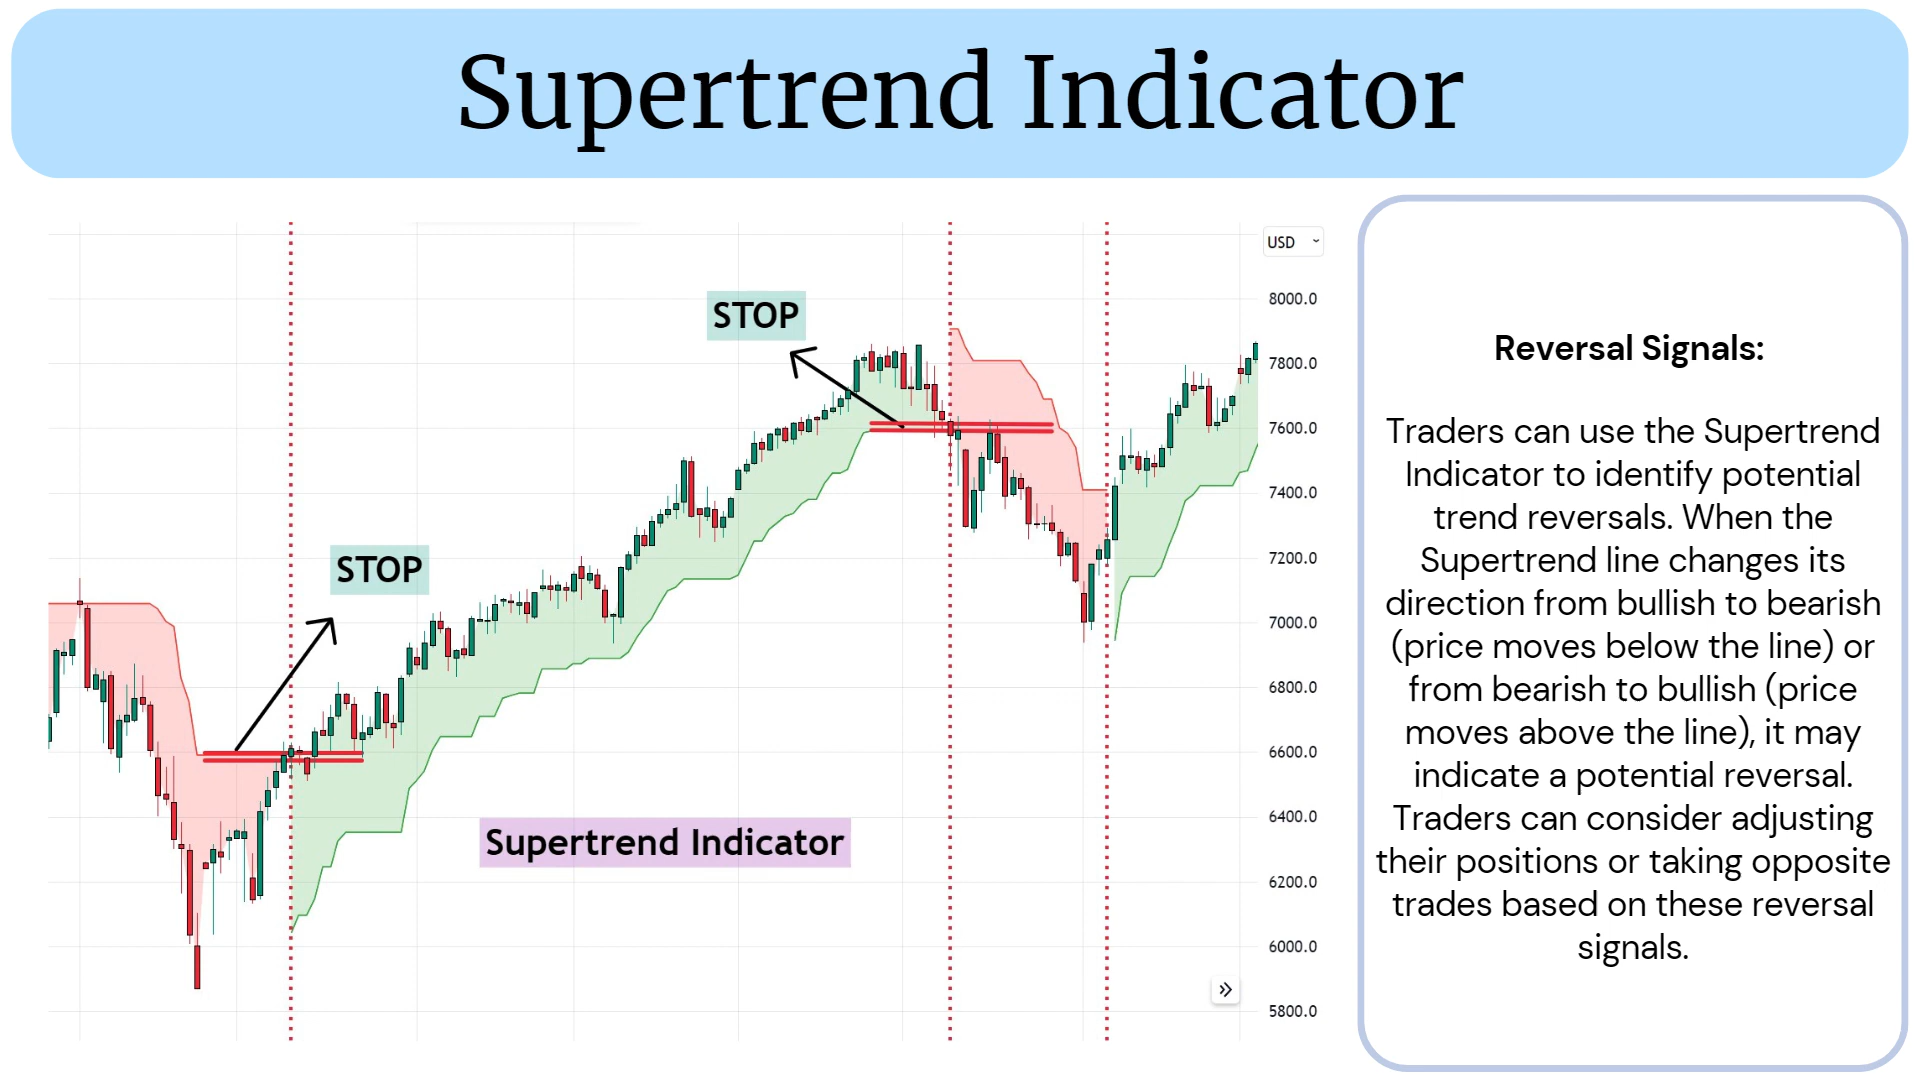 Supertrend Indicator
USD
8000.0
STOP
7800.0
7600.0
7400.0
7200.0
STOP
7000.0
6800.0
6600.0
6400.0
Supertrend Indicator
6200.0
6000.0
5800.0
Reversal Signals:
Traders can use the Supertrend
Indicator to identify potential
trend reversals. When the
Supertrend line changes its
direction from bullish to bearish
(price moves below the line) or
from bearish to bullish (price
moves above the line), it may
indicate a potential reversal.
Traders can consider adjusting
their positions or taking opposite
trades based on these reversal
signals.